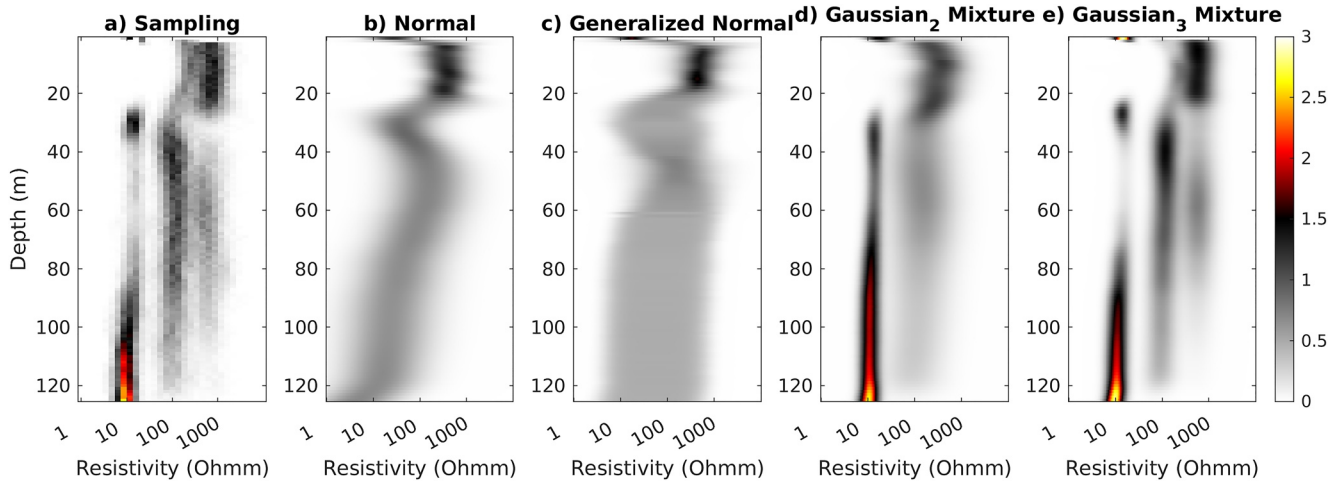 a) Sampling
b) Normal
c) Generalized Normal
d) Gaussian2 Mixture
e) Gaussian3 Mixture
Depth (m)
20
40
60
80
100
120
1 10 100 1000
Resistivity (Ohmm)
20
40
60
80
100
120
1 10 100 1000
Resistivity (Ohmm)
20
40
60
80
100
120
1 10 100 1000
Resistivity (Ohmm)
20
40
60
80
100
120
1 10 100 1000
Resistivity (Ohmm)
20
40
60
80
100
120
1 10 100 1000
Resistivity (Ohmm)
3
2.5
2
1.5
1
0.5
0